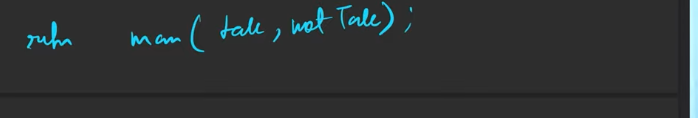 return max( take, notTake);